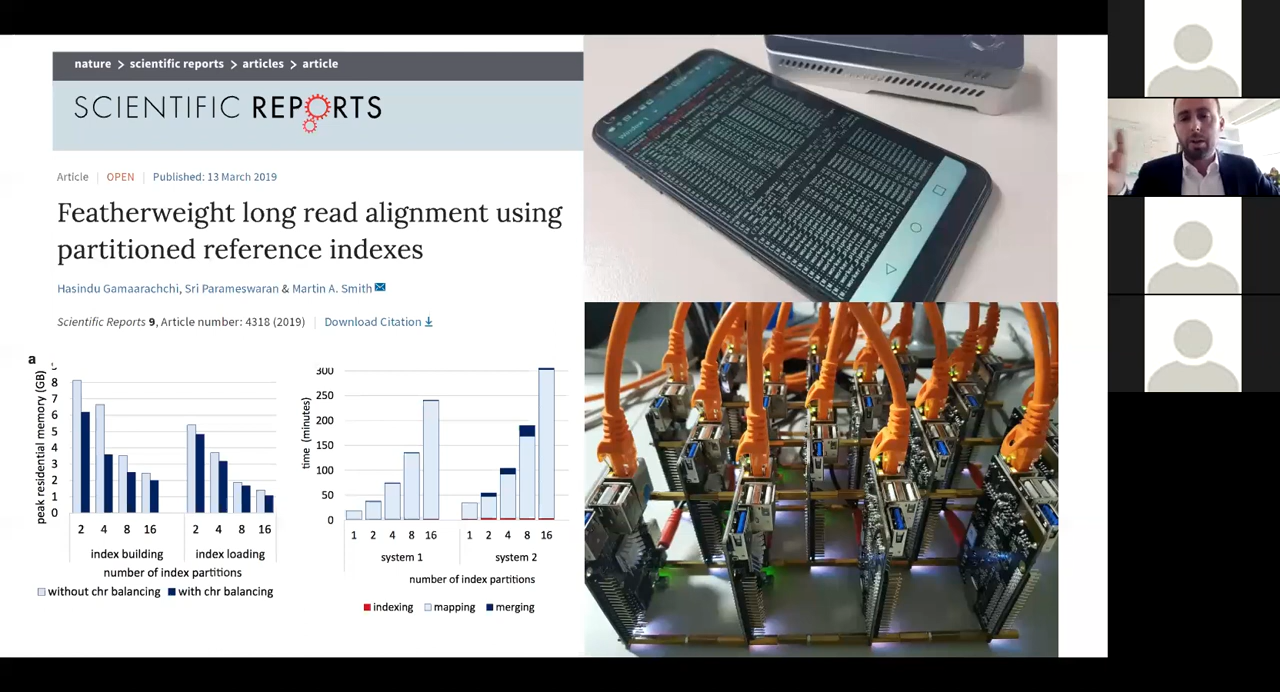 nature > scientific reports > articles > article
SCIENTIFIC REPORTS
Article | OPEN | Published: 13 March 2019
Featherweight long read alignment using
partitioned reference indexes
Hasindu Gamaarachchi, Sri Parameswaran & Martin A. Smith
Scientific Reports 9, Article number: 4318 (2019) | Download Citation
a
peak residential memory (GB)
8
7
6
5
4
3
2
1
0
2 4 8 16 2 4 8 16
index building index loading
number of index partitions
without chr balancing with chr balancing
time (minutes)
300
250
200
150
100
50
0
1 2 4 8 16 1 2 4 8 16
system 1 system 2
number of index partitions
indexing mapping merging